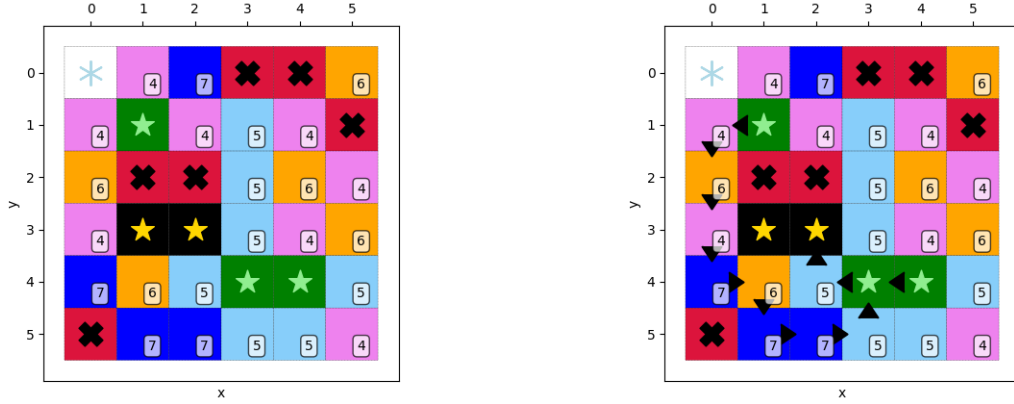 0 1 2 3 4 5 0 1 2 3 4 5
0 4 7 6 0 4 7 6
1 4 4 5 4 1 4 4 5 4
2 6 5 6 4 2 6 5 6 4
y y
3 4 5 4 6 3 4 5 4 6
4 7 6 5 5 4 7 6 5 5
5 7 7 5 5 4 5 7 7 5 5 4
x x